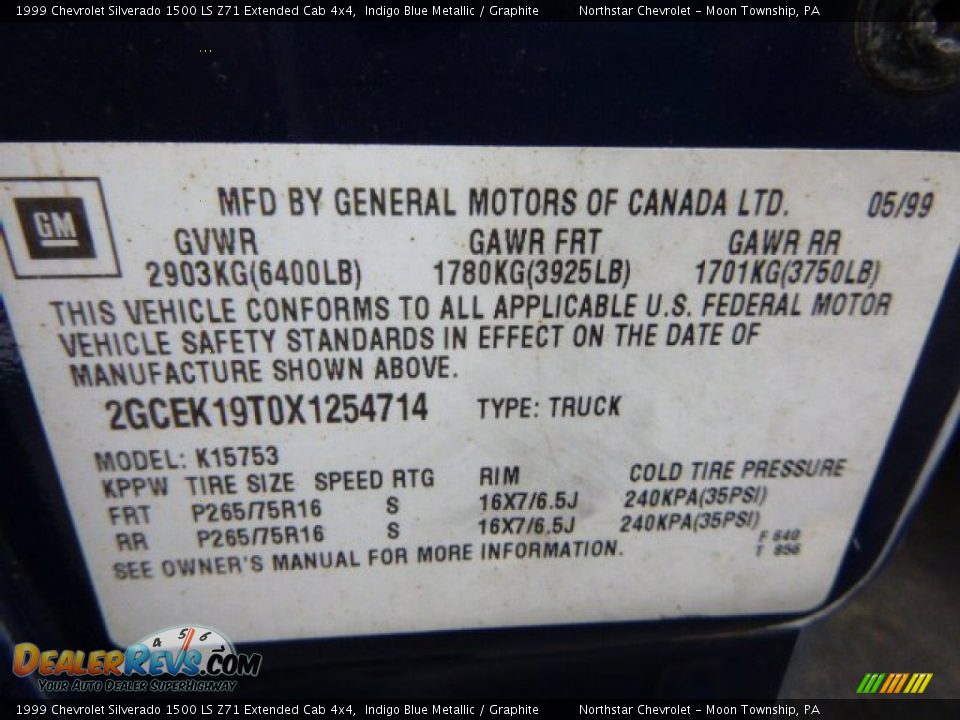 1999 Chevrolet Silverado 1500 LS Z71 Extended Cab 4x4, Indigo Blue Metallic / Graphite Northstar Chevrolet - Moon Township, PA
GM
MFD BY GENERAL MOTORS OF CANADA LTD. 05/99
GVWR GAWR FRT GAWR RR
2903KG(6400LB) 1780KG(3925LB) 1701KG(3750LB)
THIS VEHICLE CONFORMS TO ALL APPLICABLE U.S. FEDERAL MOTOR
VEHICLE SAFETY STANDARDS IN EFFECT ON THE DATE OF
MANUFACTURE SHOWN ABOVE.
2GCEK19T0X1254714 TYPE: TRUCK
MODEL: K15753
KPPW TIRE SIZE SPEED RTG RIM COLD TIRE PRESSURE
FRT P265/75R16 S 16X7/6.5J 240KPA(35PSI)
RR P265/75R16 S 16X7/6.5J 240KPA(35PSI)
F 640
T 856
SEE OWNER'S MANUAL FOR MORE INFORMATION.
4 5 6
DEALERREVS.COM
YOUR AUTO DEALER SUPERHIGHWAY
1999 Chevrolet Silverado 1500 LS Z71 Extended Cab 4x4, Indigo Blue Metallic / Graphite Northstar Chevrolet - Moon Township, PA